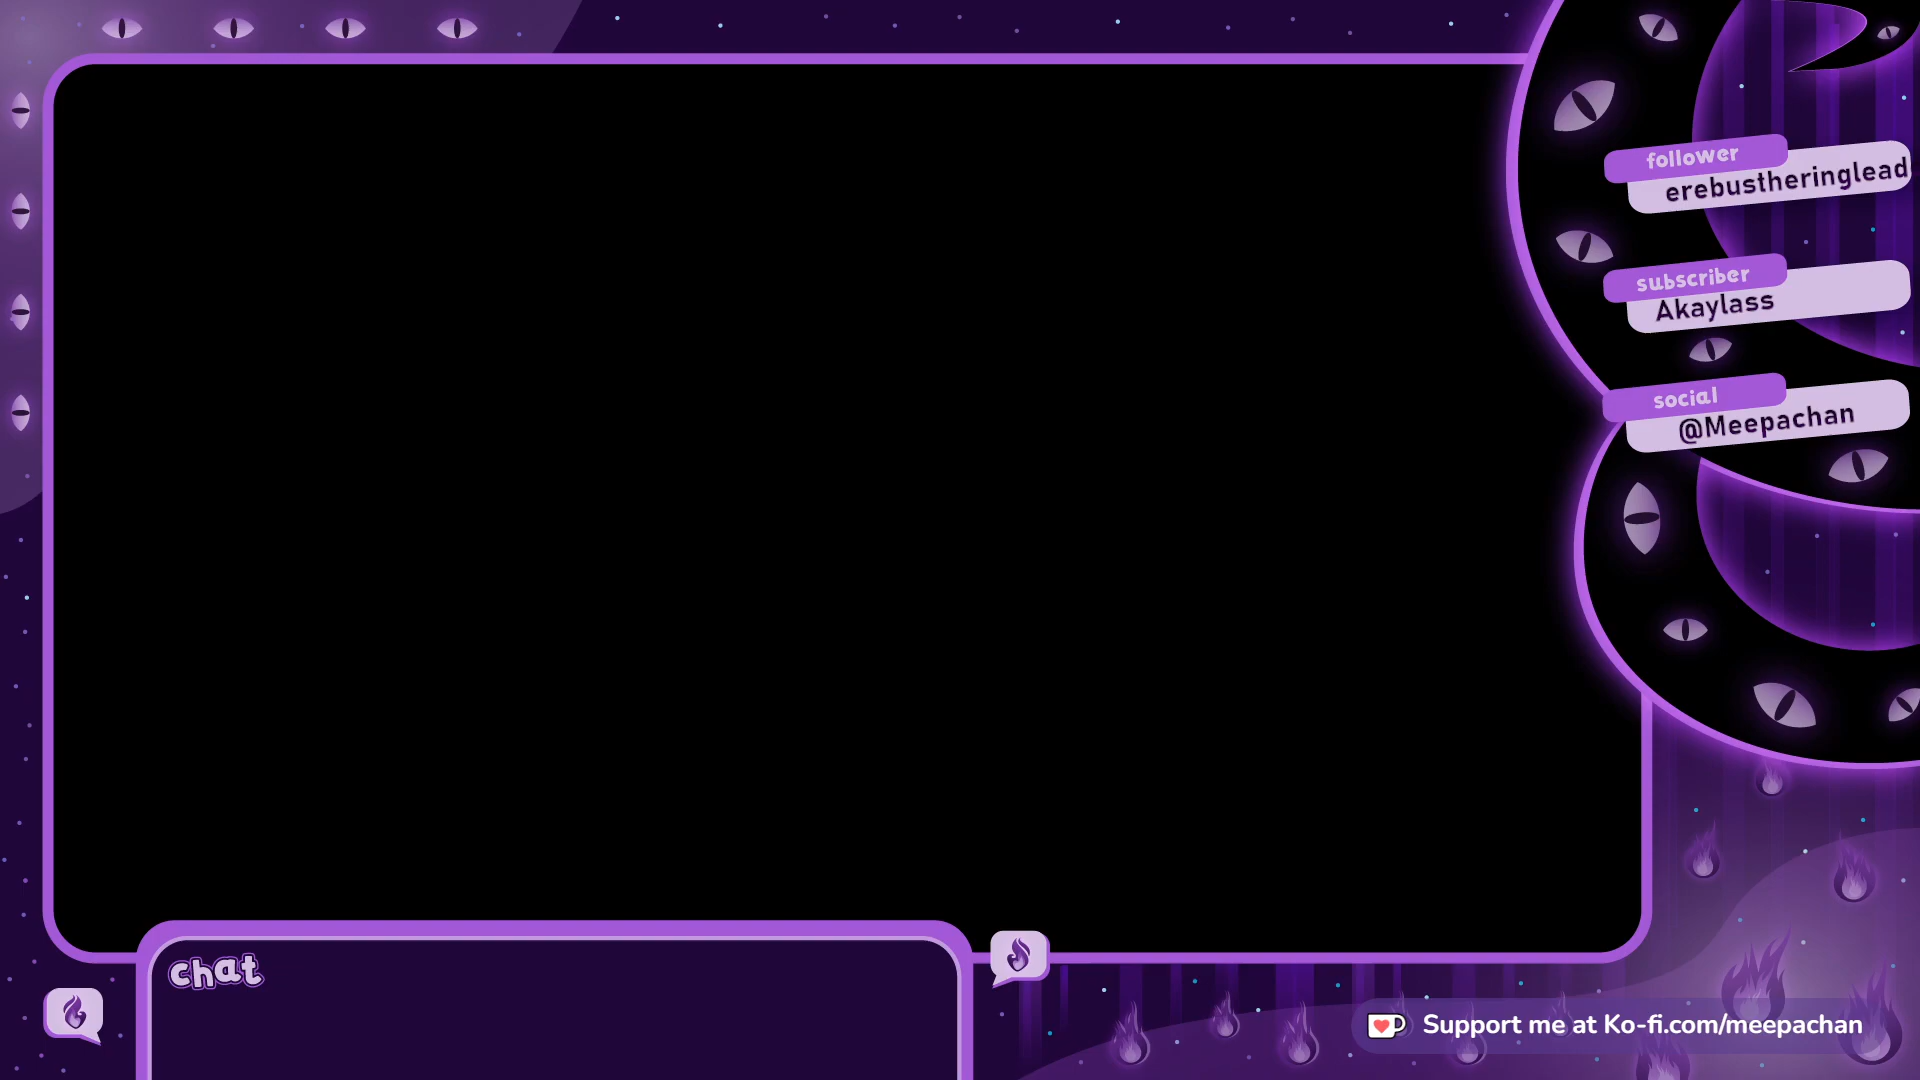 follower
erebustheringlead
subscriber
Akaylass
social
@Meepachan
chat
Support me at Ko-fi.com/meepachan